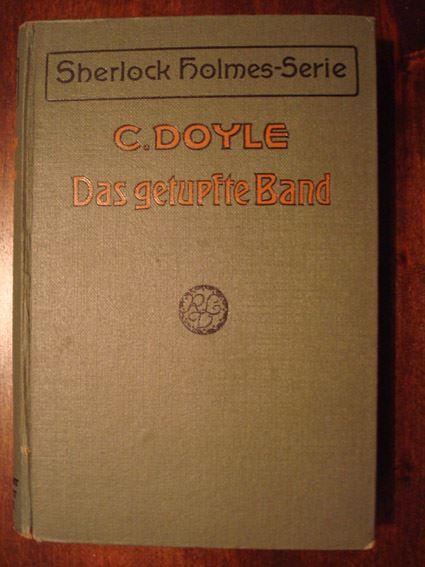 Sherlock Holmes-Serie
C. DOYLE
Das getupfte Band